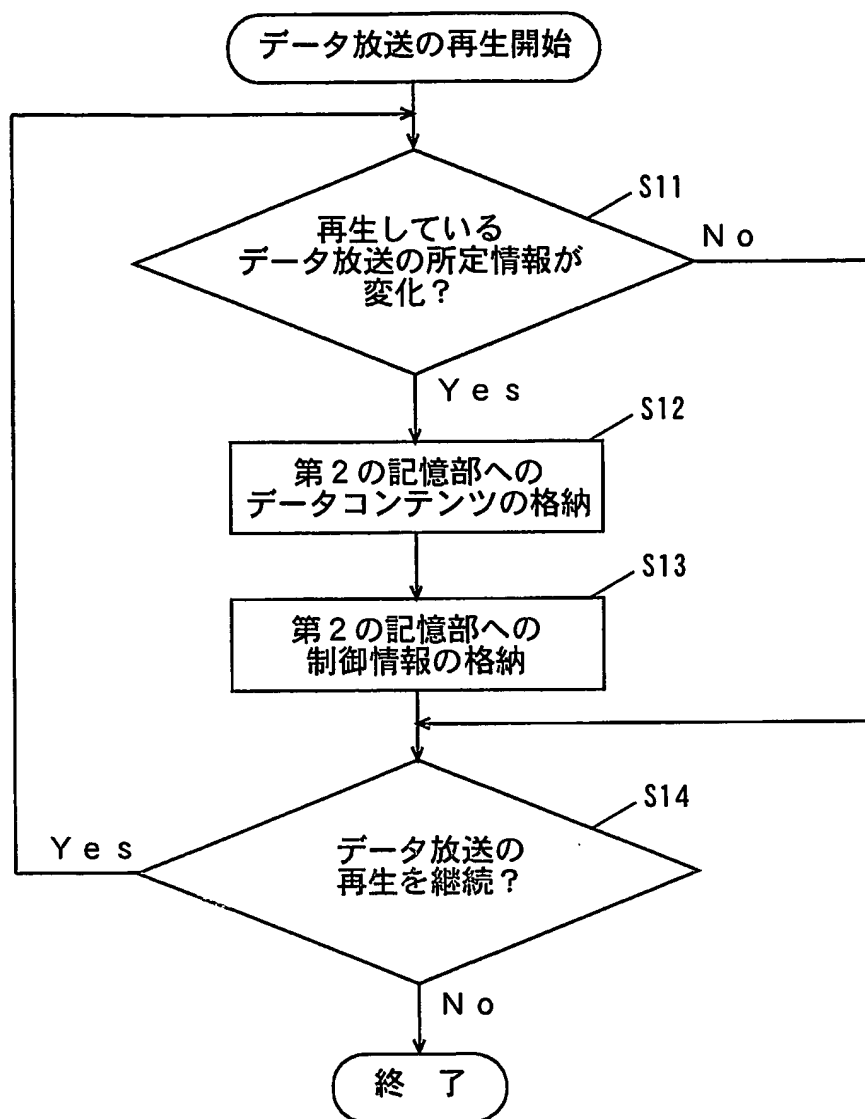 データ放送の再生開始
S11
再生している
データ放送の所定情報が
変化？
No
Yes
S12
第２の記憶部への
データコンテンツの格納
S13
第２の記憶部への
制御情報の格納
S14
Yes
データ放送の
再生を継続？
No
終 了